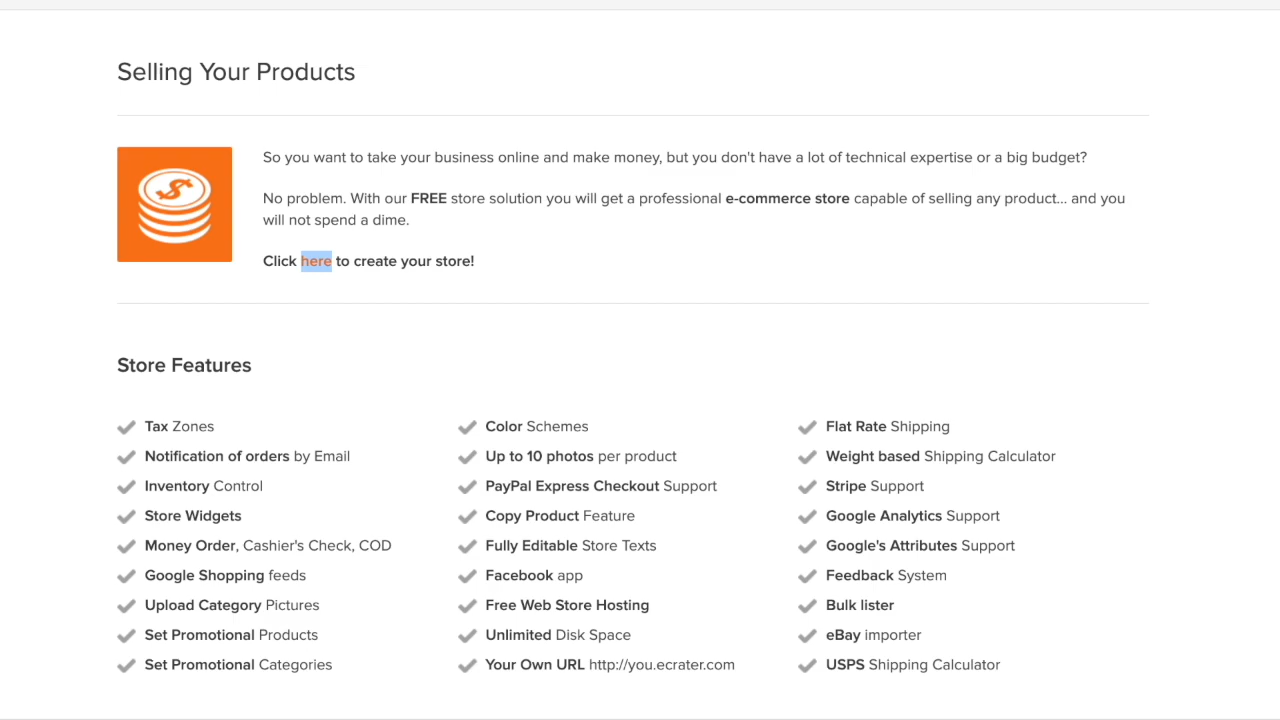 Selling Your Products
So you want to take your business online and make money, but you don't have a lot of technical expertise or a big budget?
No problem. With our FREE store solution you will get a professional e-commerce store capable of selling any product... and you
will not spend a dime.
Click here to create your store!
Store Features
Tax Zones
Notification of orders by Email
Inventory Control
Store Widgets
Money Order, Cashier's Check, COD
Google Shopping feeds
Upload Category Pictures
Set Promotional Products
Set Promotional Categories
Color Schemes
Up to 10 photos per product
PayPal Express Checkout Support
Copy Product Feature
Fully Editable Store Texts
Facebook app
Free Web Store Hosting
Unlimited Disk Space
Your Own URL http://you.ecrater.com
Flat Rate Shipping
Weight based Shipping Calculator
Stripe Support
Google Analytics Support
Google's Attributes Support
Feedback System
Bulk lister
eBay importer
USPS Shipping Calculator